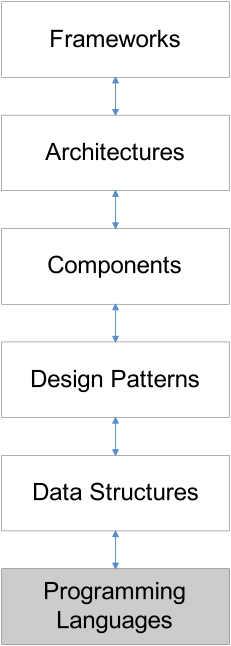 Frameworks
Architectures
Components
Design Patterns
Data Structures
Programming
Languages